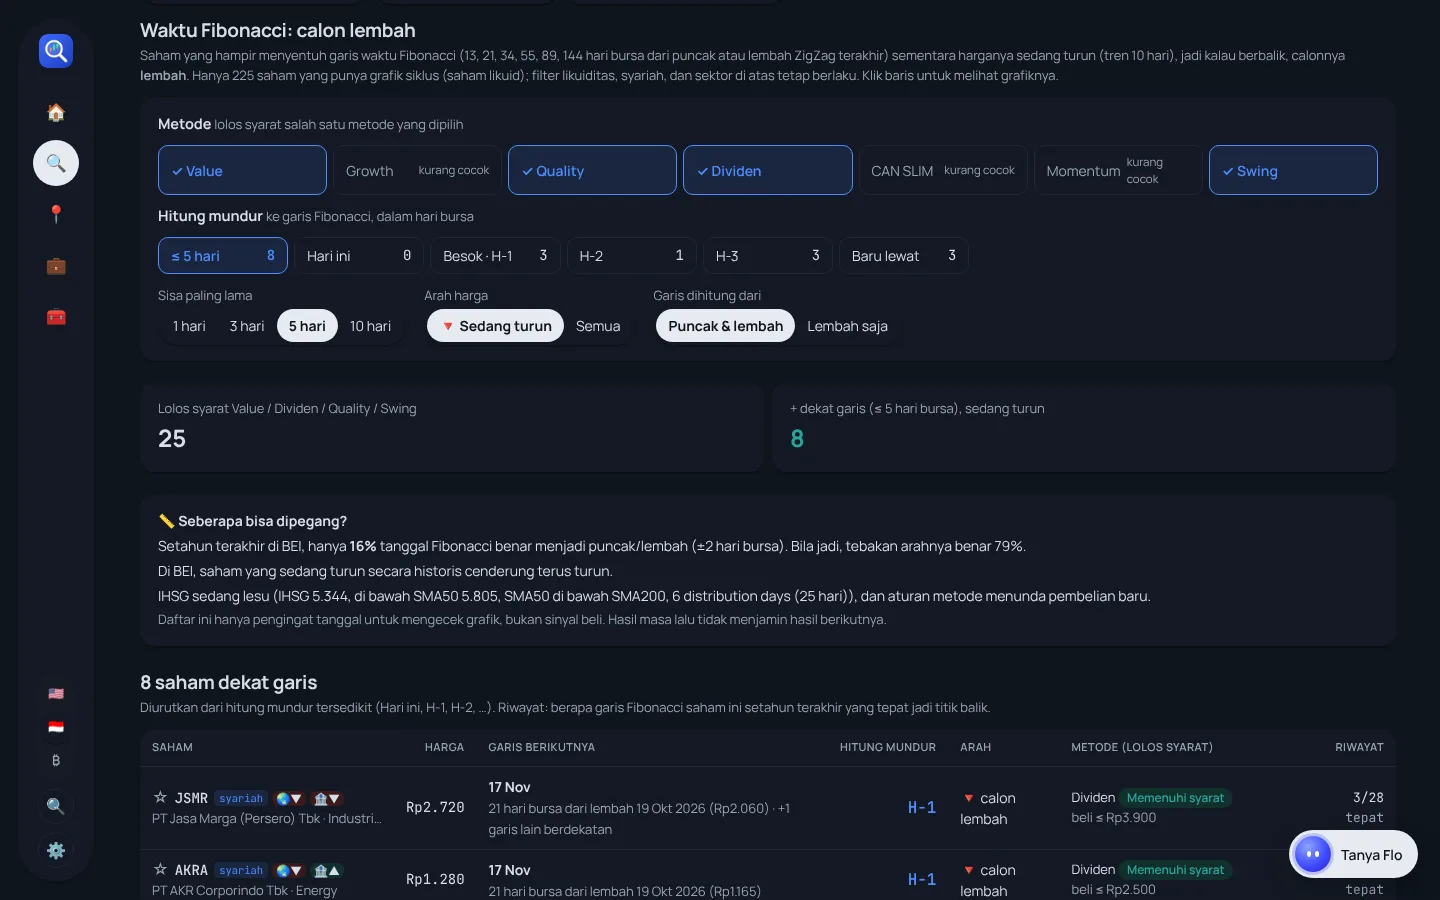 Waktu Fibonacci: calon lembah
Saham yang hampir menyentuh garis waktu Fibonacci (13, 21, 34, 55, 89, 144 hari bursa dari puncak atau lembah ZigZag terakhir) sementara harganya sedang turun (tren 10 hari), jadi kalau berbalik, calonnya
lembah. Hanya 225 saham yang punya grafik siklus (saham likuid); filter likuiditas, syariah, dan sektor di atas tetap berlaku. Klik baris untuk melihat grafiknya.
Metode lolos syarat salah satu metode yang dipilih
✓ Value
Growth kurang cocok
✓ Quality
✓ Dividen
CAN SLIM kurang cocok
Momentum kurang cocok
✓ Swing
Hitung mundur ke garis Fibonacci, dalam hari bursa
≤ 5 hari 8
Hari ini 0
Besok · H-1 3
H-2 1
H-3 3
Baru lewat 3
Sisa paling lama
1 hari 3 hari 5 hari 10 hari
Arah harga
▼ Sedang turun Semua
Garis dihitung dari
Puncak & lembah Lembah saja
Lolos syarat Value / Dividen / Quality / Swing
25
+ dekat garis (≤ 5 hari bursa), sedang turun
8
Seberapa bisa dipegang?
Setahun terakhir di BEI, hanya 16% tanggal Fibonacci benar menjadi puncak/lembah (±2 hari bursa). Bila jadi, tebakan arahnya benar 79%.
Di BEI, saham yang sedang turun secara historis cenderung terus turun.
IHSG sedang lesu (IHSG 5.344, di bawah SMA50 5.805, SMA50 di bawah SMA200, 6 distribution days (25 hari)), dan aturan metode menunda pembelian baru.
Daftar ini hanya pengingat tanggal untuk mengecek grafik, bukan sinyal beli. Hasil masa lalu tidak menjamin hasil berikutnya.
8 saham dekat garis
Diurutkan dari hitung mundur tersedikit (Hari ini, H-1, H-2, …). Riwayat: berapa garis Fibonacci saham ini setahun terakhir yang tepat jadi titik balik.
SAHAM HARGA GARIS BERIKUTNYA HITUNG MUNDUR ARAH METODE (LOLOS SYARAT) RIWAYAT
☆ JSMR syariah ▼ ▼
PT Jasa Marga (Persero) Tbk · Industri…
Rp2.720
17 Nov
21 hari bursa dari lembah 19 Okt 2026 (Rp2.060) · +1
garis lain berdekatan
H-1
▼ calon
lembah
Dividen Memenuhi syarat
beli ≤ Rp3.900
3/28
tepat
☆ AKRA syariah ▼ ▲
PT AKR Corporindo Tbk · Energy
Rp1.280
17 Nov
21 hari bursa dari lembah 19 Okt 2026 (Rp1.165)
H-1
▼ calon
lembah
Dividen Memenuhi syarat
beli ≤ Rp2.500
tepat
Tanya Flo
₿